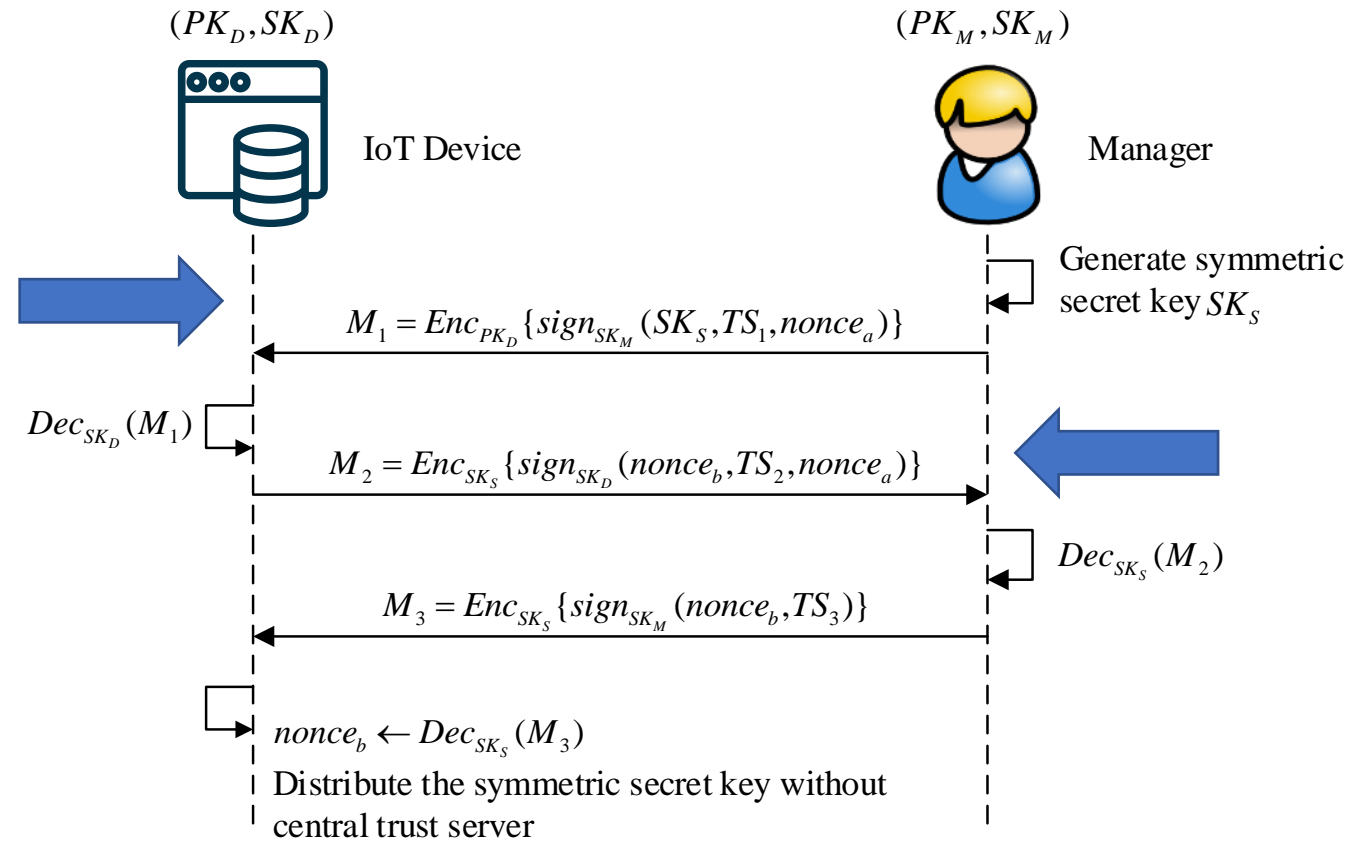 (PK_D, SK_D)
(PK_M, SK_M)
IoT Device
Manager
Generate symmetric
secret key SK_S
M_1 = Enc_{PK_D}{sign_{SK_M}(SK_S, TS_1, nonce_a)}
Dec_{SK_D}(M_1)
M_2 = Enc_{SK_S}{sign_{SK_D}(nonce_b, TS_2, nonce_a)}
Dec_{SK_S}(M_2)
M_3 = Enc_{SK_S}{sign_{SK_M}(nonce_b, TS_3)}
nonce_b ← Dec_{SK_S}(M_3)
Distribute the symmetric secret key without
central trust server